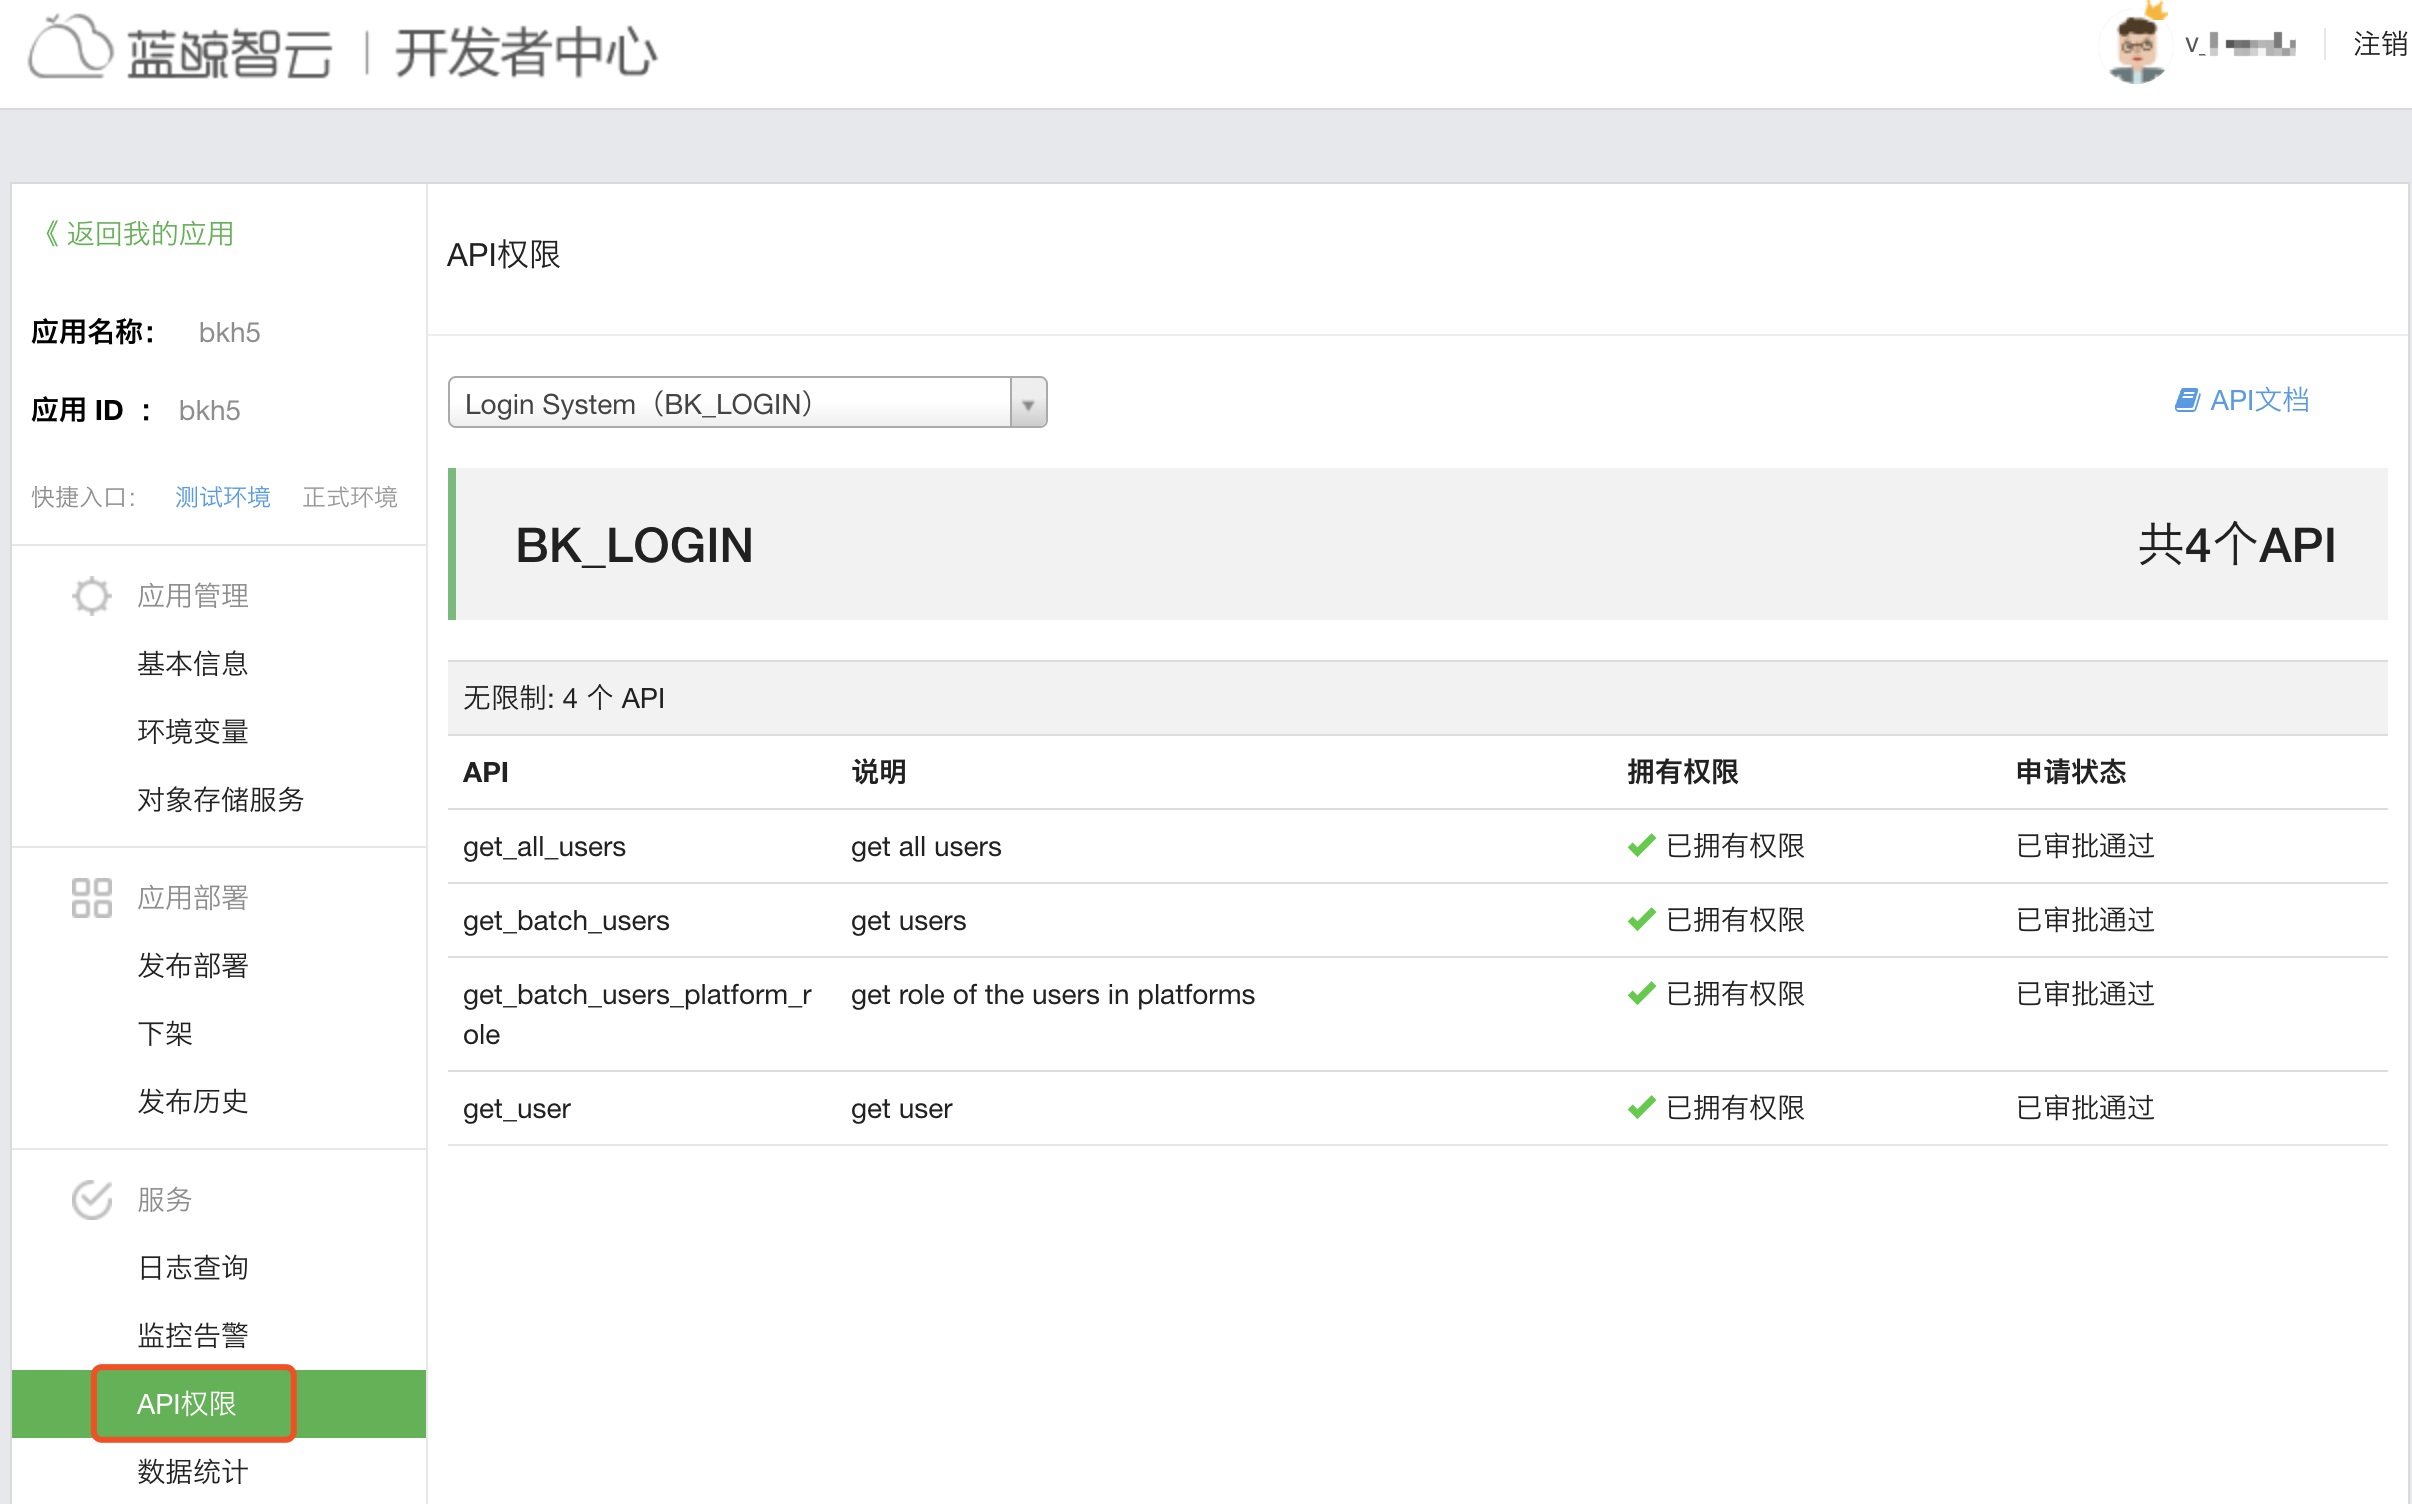 蓝鲸智云 | 开发者中心
注销
《 返回我的应用
应用名称： bkh5
应用 ID ： bkh5
快捷入口： 测试环境 正式环境
应用管理
基本信息
环境变量
对象存储服务
应用部署
发布部署
下架
发布历史
服务
日志查询
监控告警
API权限
数据统计
API权限
Login System（BK_LOGIN）
API文档
BK_LOGIN 共4个API
无限制: 4 个 API
API 说明 拥有权限 申请状态
get_all_users get all users 已拥有权限 已审批通过
get_batch_users get users 已拥有权限 已审批通过
get_batch_users_platform_r get role of the users in platforms 已拥有权限 已审批通过
ole
get_user get user 已拥有权限 已审批通过